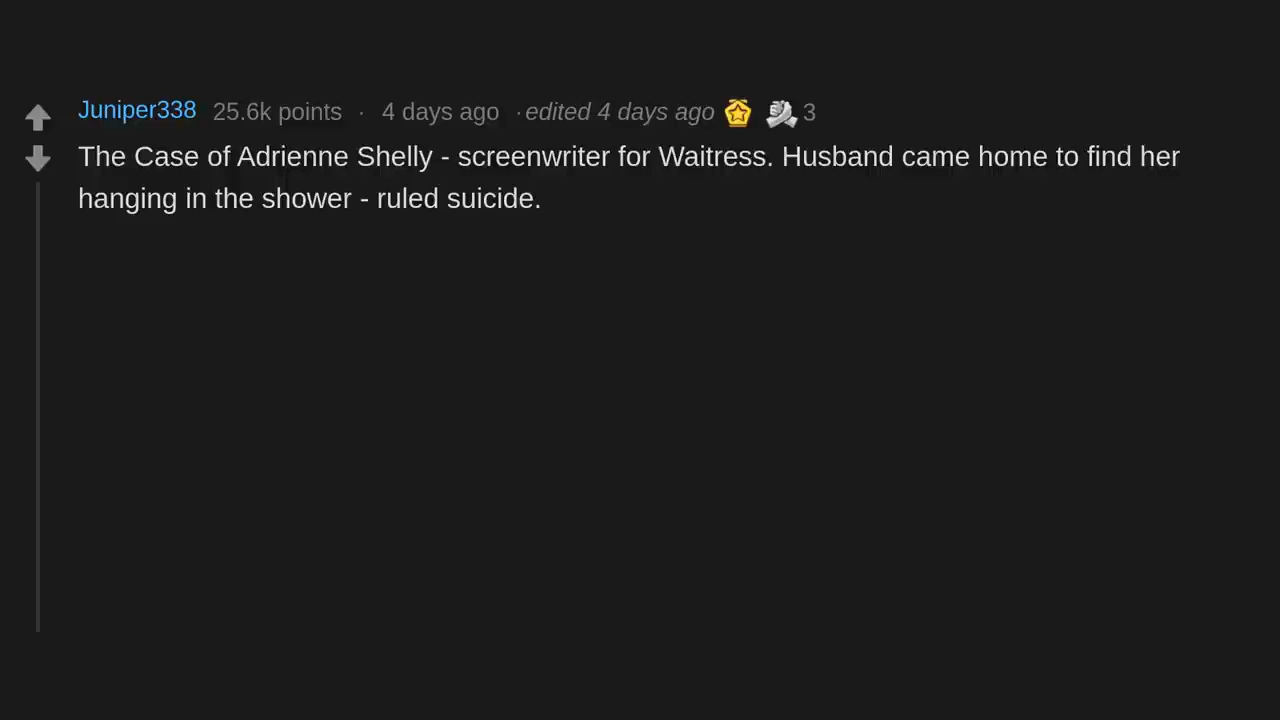 Juniper338 25.6k points · 4 days ago · edited 4 days ago 3
The Case of Adrienne Shelly - screenwriter for Waitress. Husband came home to find her
hanging in the shower - ruled suicide.